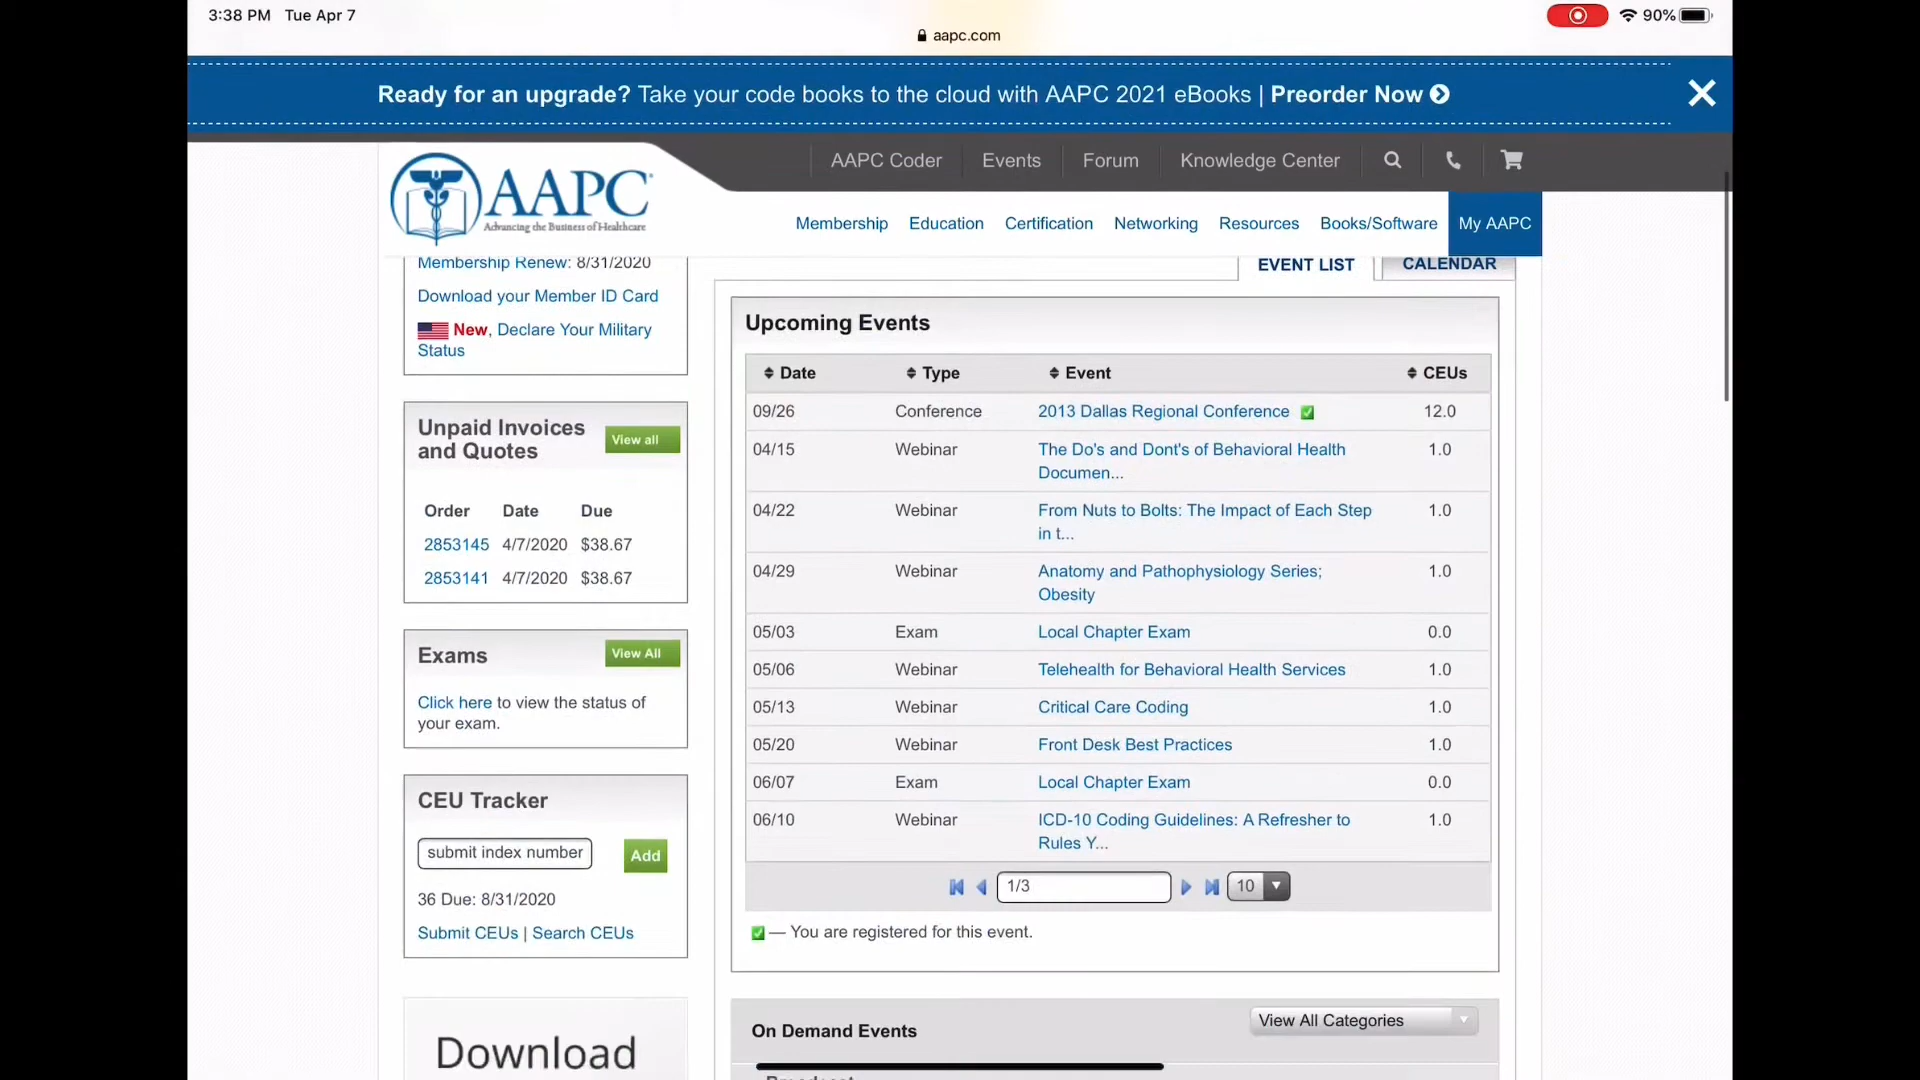 3:38 PM Tue Apr 7
90%
aapc.com
Ready for an upgrade? Take your code books to the cloud with AAPC 2021 eBooks | Preorder Now
AAPC Coder Events Forum Knowledge Center
AAPC
Advancing the Business of Healthcare
Membership Education Certification Networking Resources Books/Software My AAPC
Membership Renew: 8/31/2020
Download your Member ID Card
New, Declare Your Military
Status
Unpaid Invoices
and Quotes
View all
Order Date Due
2853145 4/7/2020 $38.67
2853141 4/7/2020 $38.67
Exams
View All
Click here to view the status of
your exam.
CEU Tracker
submit index number
Add
36 Due: 8/31/2020
Submit CEUs | Search CEUs
Download
EVENT LIST CALENDAR
Upcoming Events
Date Type Event CEUs
09/26 Conference 2013 Dallas Regional Conference 12.0
04/15 Webinar The Do's and Dont's of Behavioral Health 1.0
Documen...
04/22 Webinar From Nuts to Bolts: The Impact of Each Step 1.0
in t...
04/29 Webinar Anatomy and Pathophysiology Series; 1.0
Obesity
05/03 Exam Local Chapter Exam 0.0
05/06 Webinar Telehealth for Behavioral Health Services 1.0
05/13 Webinar Critical Care Coding 1.0
05/20 Webinar Front Desk Best Practices 1.0
06/07 Exam Local Chapter Exam 0.0
06/10 Webinar ICD-10 Coding Guidelines: A Refresher to 1.0
Rules Y...
1/3 10
— You are registered for this event.
On Demand Events
View All Categories